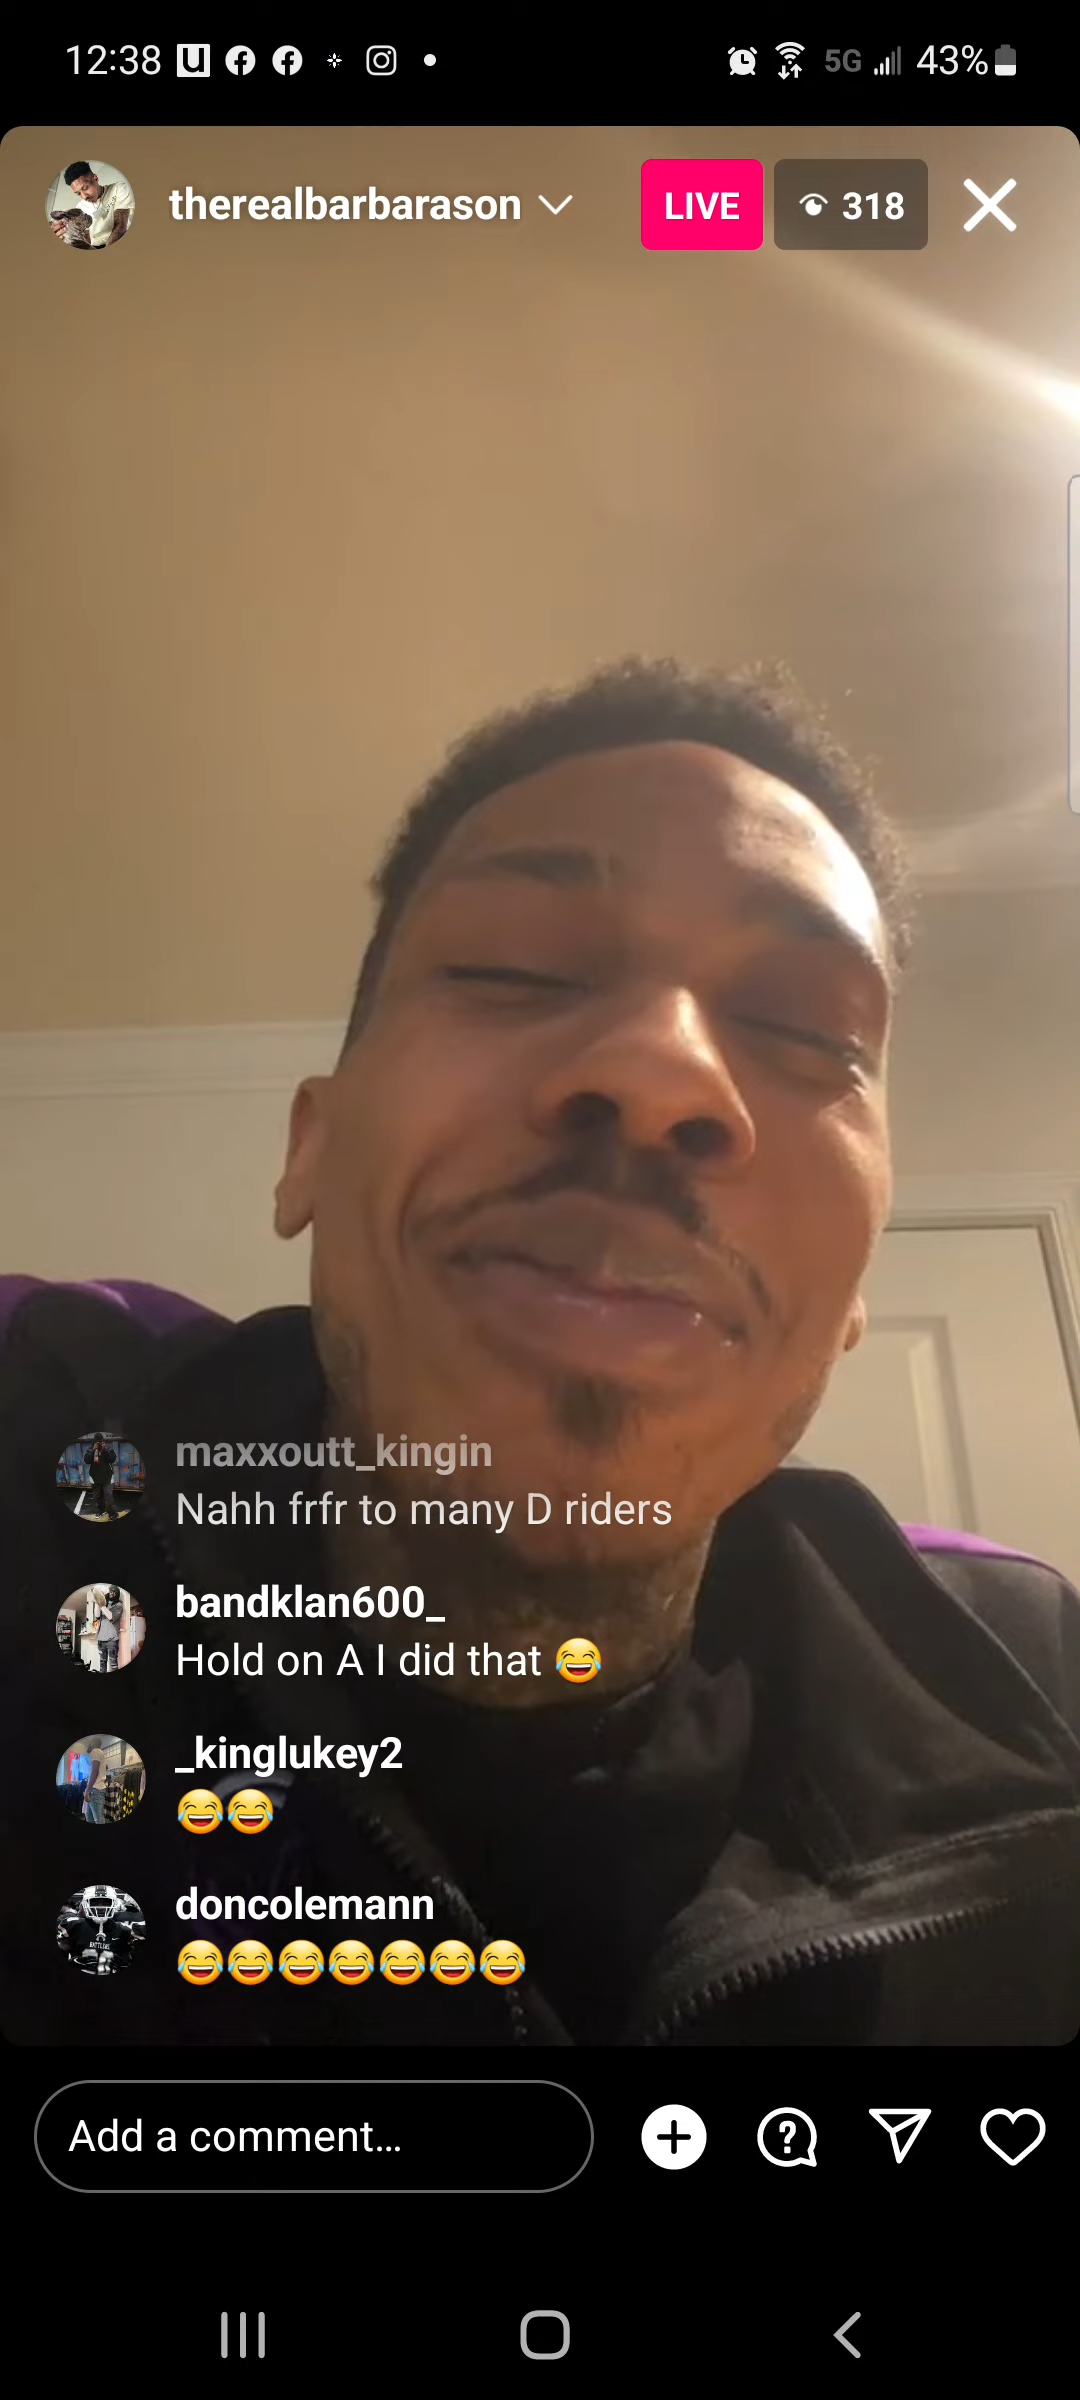 12:38
5G 43%
therealbarbarason
LIVE
318
maxxoutt_kingin
Nahh frfr to many D riders
bandklan600_
Hold on A I did that 😂
_kinglukey2
😂😂
doncolemann
😂😂😂😂😂😂😂
Add a comment...